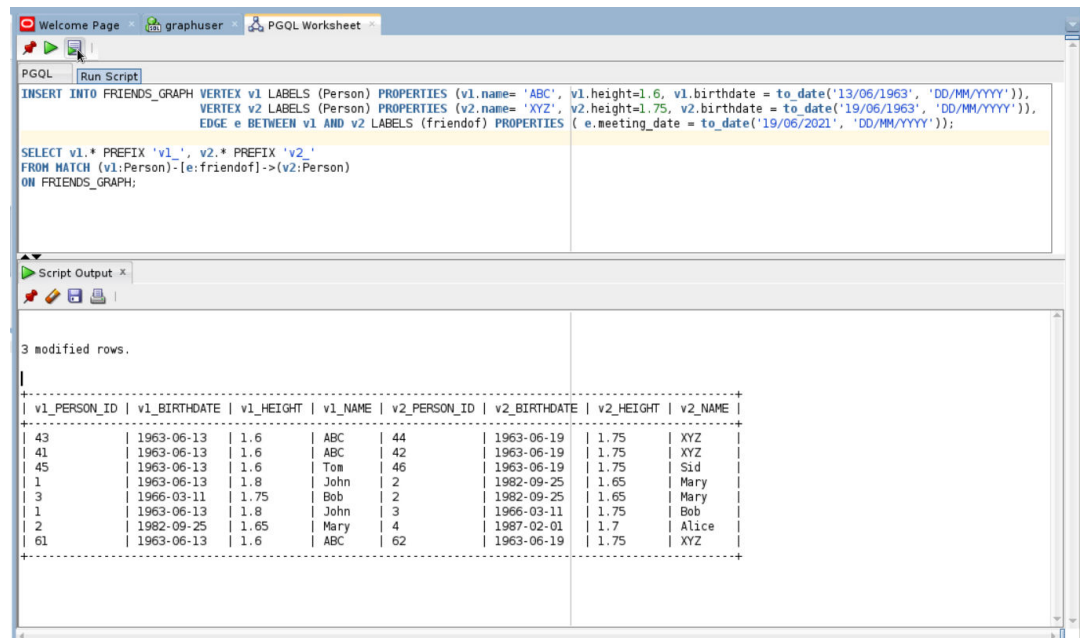 Welcome Page graphuser PGQL Worksheet
PGQL Run Script
INSERT INTO FRIENDS_GRAPH VERTEX v1 LABELS (Person) PROPERTIES (v1.name= 'ABC', v1.height=1.6, v1.birthdate = to_date('13/06/1963', 'DD/MM/YYYY')),
VERTEX v2 LABELS (Person) PROPERTIES (v2.name= 'XYZ', v2.height=1.75, v2.birthdate = to_date('19/06/1963', 'DD/MM/YYYY')),
EDGE e BETWEEN v1 AND v2 LABELS (friendof) PROPERTIES ( e.meeting_date = to_date('19/06/2021', 'DD/MM/YYYY'));
SELECT v1.* PREFIX 'v1_', v2.* PREFIX 'v2_'
FROM MATCH (v1:Person)-[e:friendof]->(v2:Person)
ON FRIENDS_GRAPH;
Script Output
3 modified rows.
| v1_PERSON_ID | v1_BIRTHDATE | v1_HEIGHT | v1_NAME | v2_PERSON_ID | v2_BIRTHDATE | v2_HEIGHT | v2_NAME |
| 43 | 1963-06-13 | 1.6 | ABC | 44 | 1963-06-19 | 1.75 | XYZ |
| 41 | 1963-06-13 | 1.6 | ABC | 42 | 1963-06-19 | 1.75 | XYZ |
| 45 | 1963-06-13 | 1.6 | Tom | 46 | 1963-06-19 | 1.75 | Sid |
| 1 | 1963-06-13 | 1.8 | John | 2 | 1982-09-25 | 1.65 | Mary |
| 3 | 1966-03-11 | 1.75 | Bob | 2 | 1982-09-25 | 1.65 | Mary |
| 1 | 1963-06-13 | 1.8 | John | 3 | 1966-03-11 | 1.75 | Bob |
| 2 | 1982-09-25 | 1.65 | Mary | 4 | 1987-02-01 | 1.7 | Alice |
| 61 | 1963-06-13 | 1.6 | ABC | 62 | 1963-06-19 | 1.75 | XYZ |